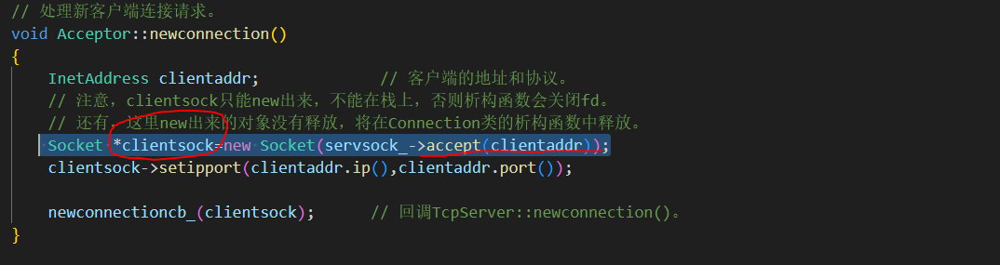 // 处理新客户端连接请求。
void Acceptor::newconnection()
{
InetAddress clientaddr; // 客户端的地址和协议。
// 注意，clientsock只能new出来，不能在栈上，否则析构函数会关闭fd。
// 还有，这里new出来的对象没有释放，将在Connection类的析构函数中释放。
Socket *clientsock=new Socket(servsock_->accept(clientaddr));
clientsock->setipport(clientaddr.ip(),clientaddr.port());
newconnectioncb_(clientsock); // 回调TcpServer::newconnection()。
}